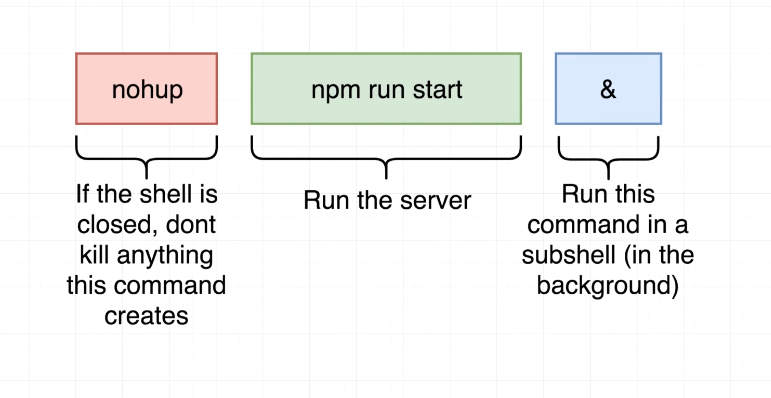 nohup
npm run start
&
If the shell is
closed, dont
kill anything
this command
creates
Run the server
Run this
command in a
subshell (in the
background)